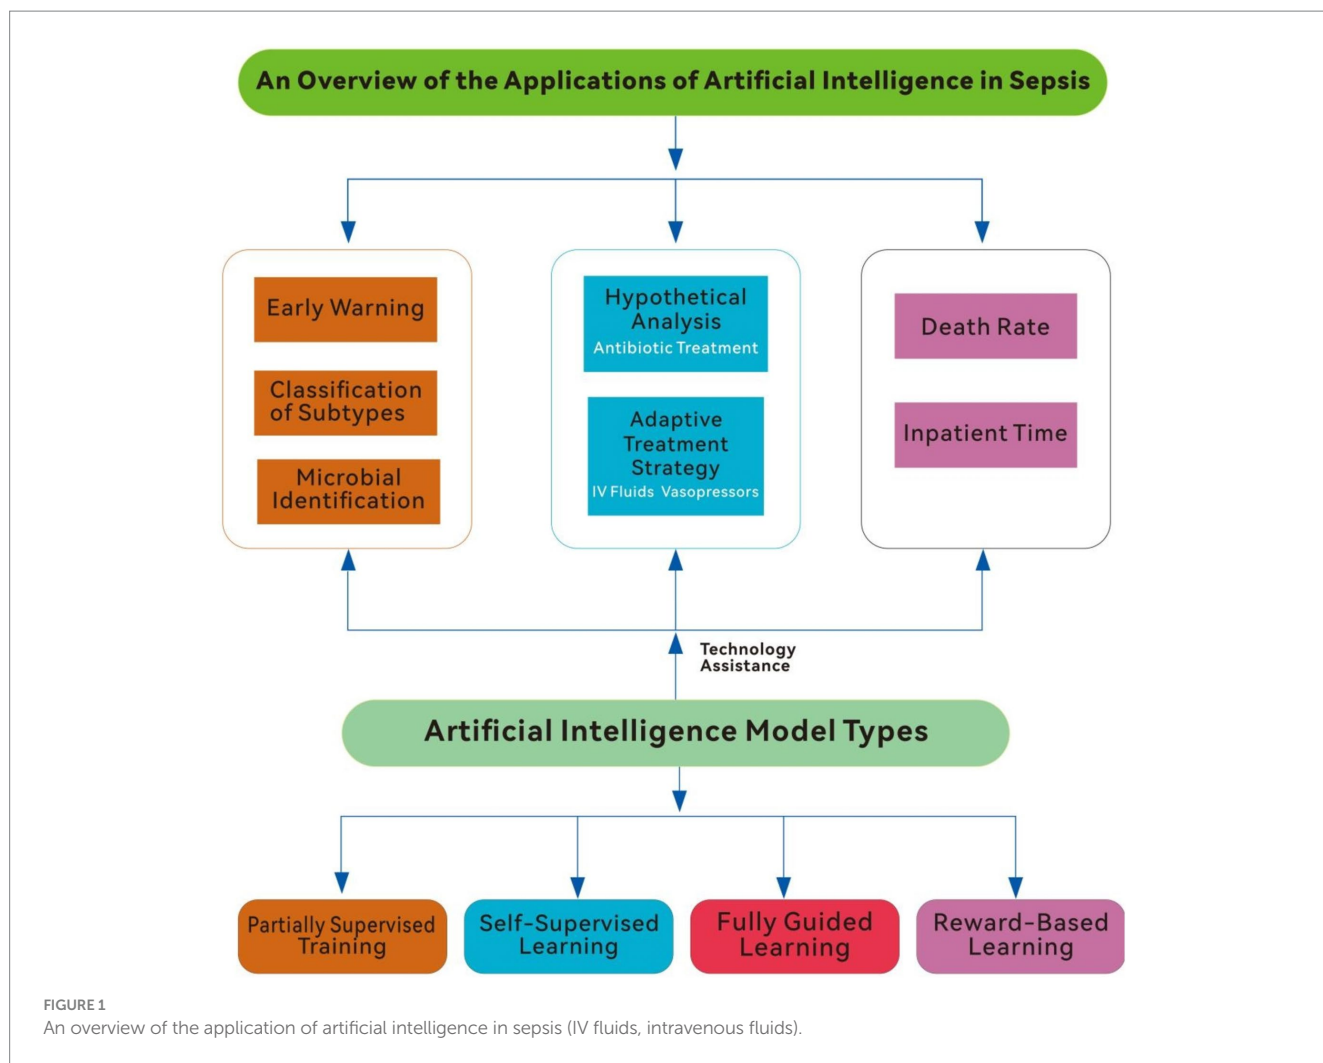 An Overview of the Applications of Artificial Intelligence in Sepsis
Early Warning
Classification
of Subtypes
Microbial
Identification
Hypothetical
Analysis
Antibiotic Treatment
Adaptive
Treatment
Strategy
IV Fluids Vasopressors
Death Rate
Inpatient Time
Technology
Assistance
Artificial Intelligence Model Types
Partially Supervised
Training
Self-Supervised
Learning
Fully Guided
Learning
Reward-Based
Learning
FIGURE 1
An overview of the application of artificial intelligence in sepsis (IV fluids, intravenous fluids).